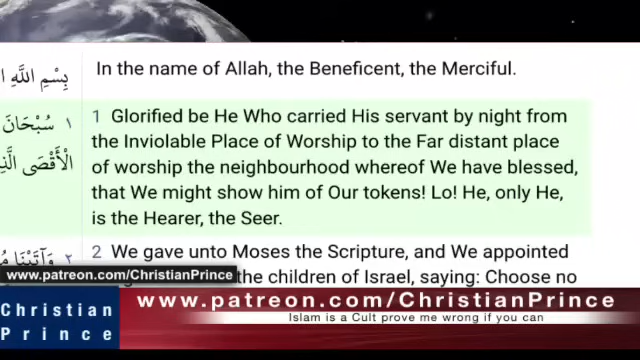 بِسْمِ اللَّهِ
In the name of Allah, the Beneficent, the Merciful.
١ سُبْحَانَ
1 Glorified be He Who carried His servant by night from
الْأَقْصَى
the Inviolable Place of Worship to the Far distant place
of worship the neighbourhood whereof We have blessed,
that We might show him of Our tokens! Lo! He, only He,
is the Hearer, the Seer.
٢ وَآتَيْنَا
2 We gave unto Moses the Scripture, and We appointed
www.patreon.com/ChristianPrince
the children of Israel, saying: Choose no
Christian
Prince
www.patreon.com/ChristianPrince
Islam is a Cult prove me wrong if you can